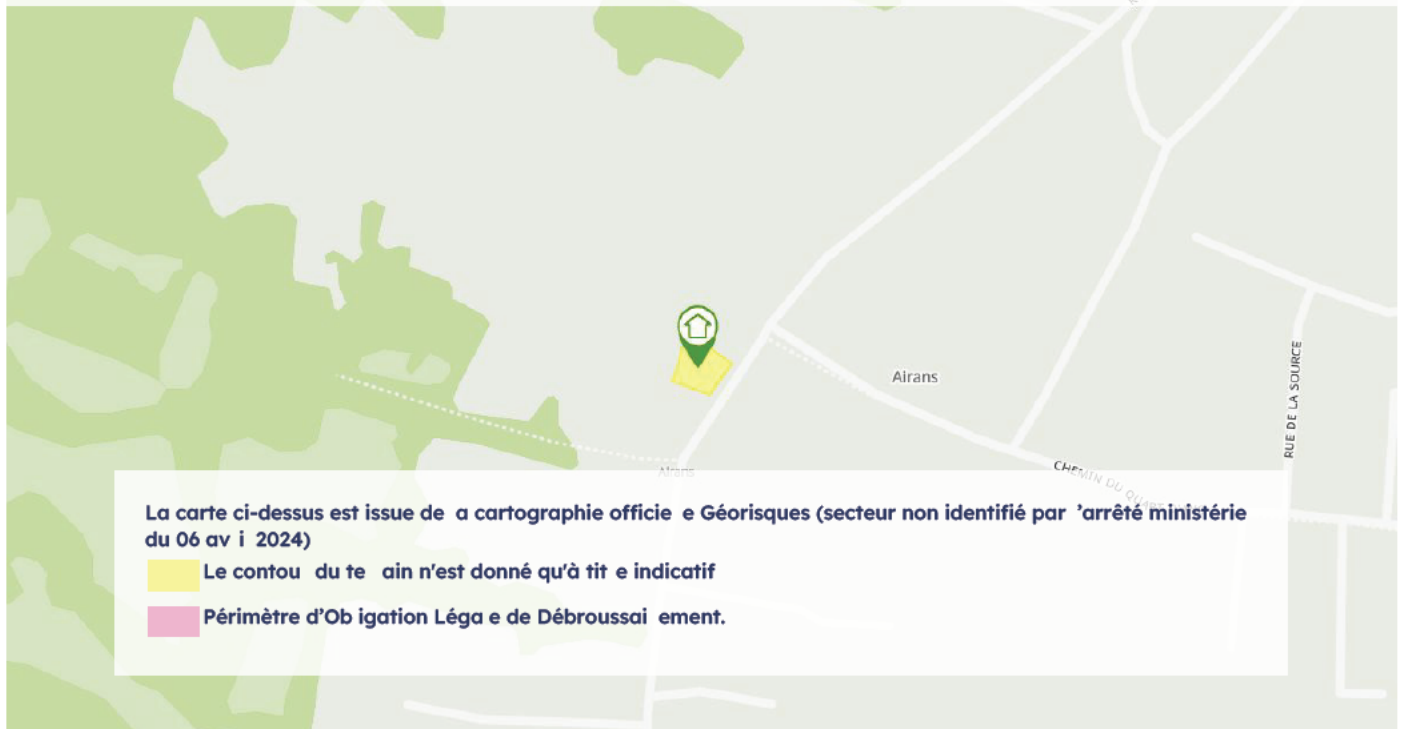 Airans
RUE DE LA SOURCE
Airans
CHEMIN DU QUART
La carte ci-dessus est issue de a cartographie officie e Géorisques (secteur non identifié par ’arrêté ministérie
du 06 av i 2024)
Le contou du te ain n'est donné qu'à tit e indicatif
Périmètre d’Ob igation Léga e de Débroussai ement.